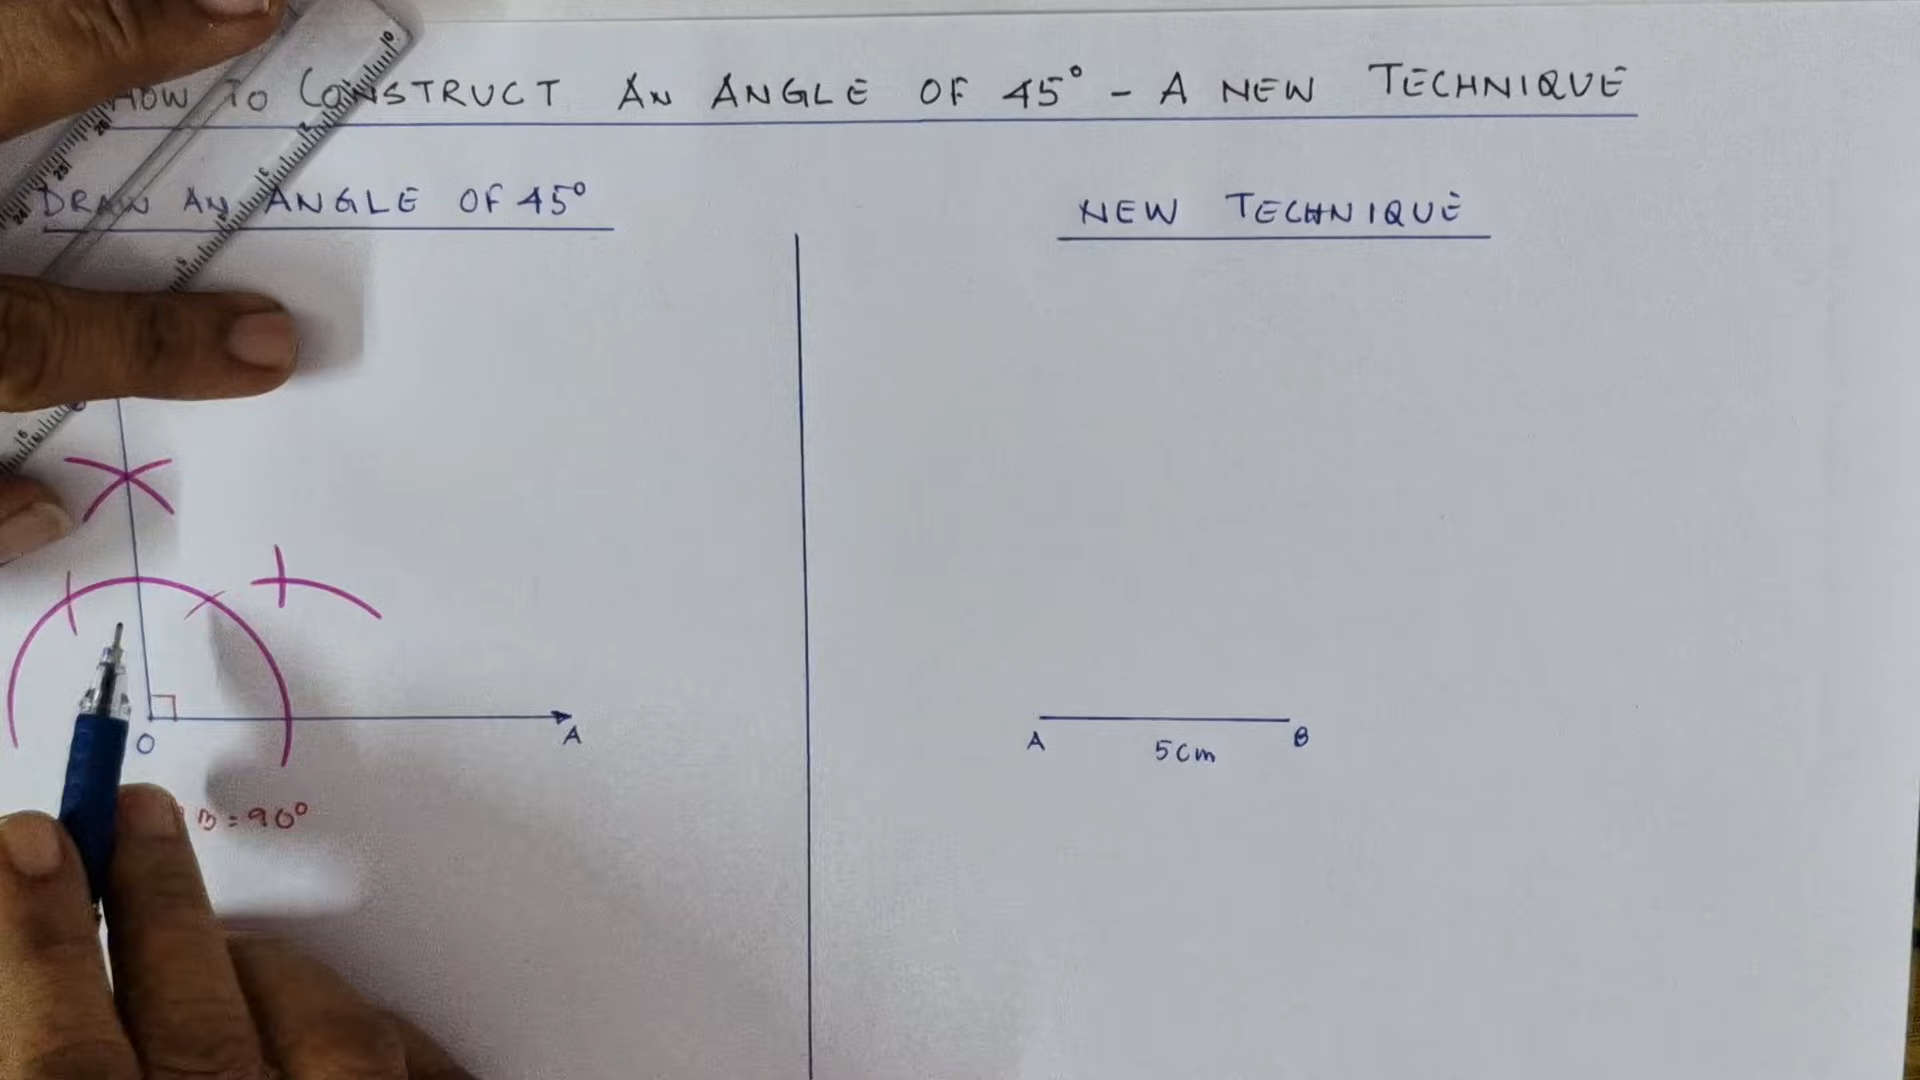 HOW TO CONSTRUCT AN ANGLE OF 45° - A NEW TECHNIQUE
DRAW AN ANGLE OF 45°
NEW TECHNIQUE
O
A
A
5cm
B
B = 90°